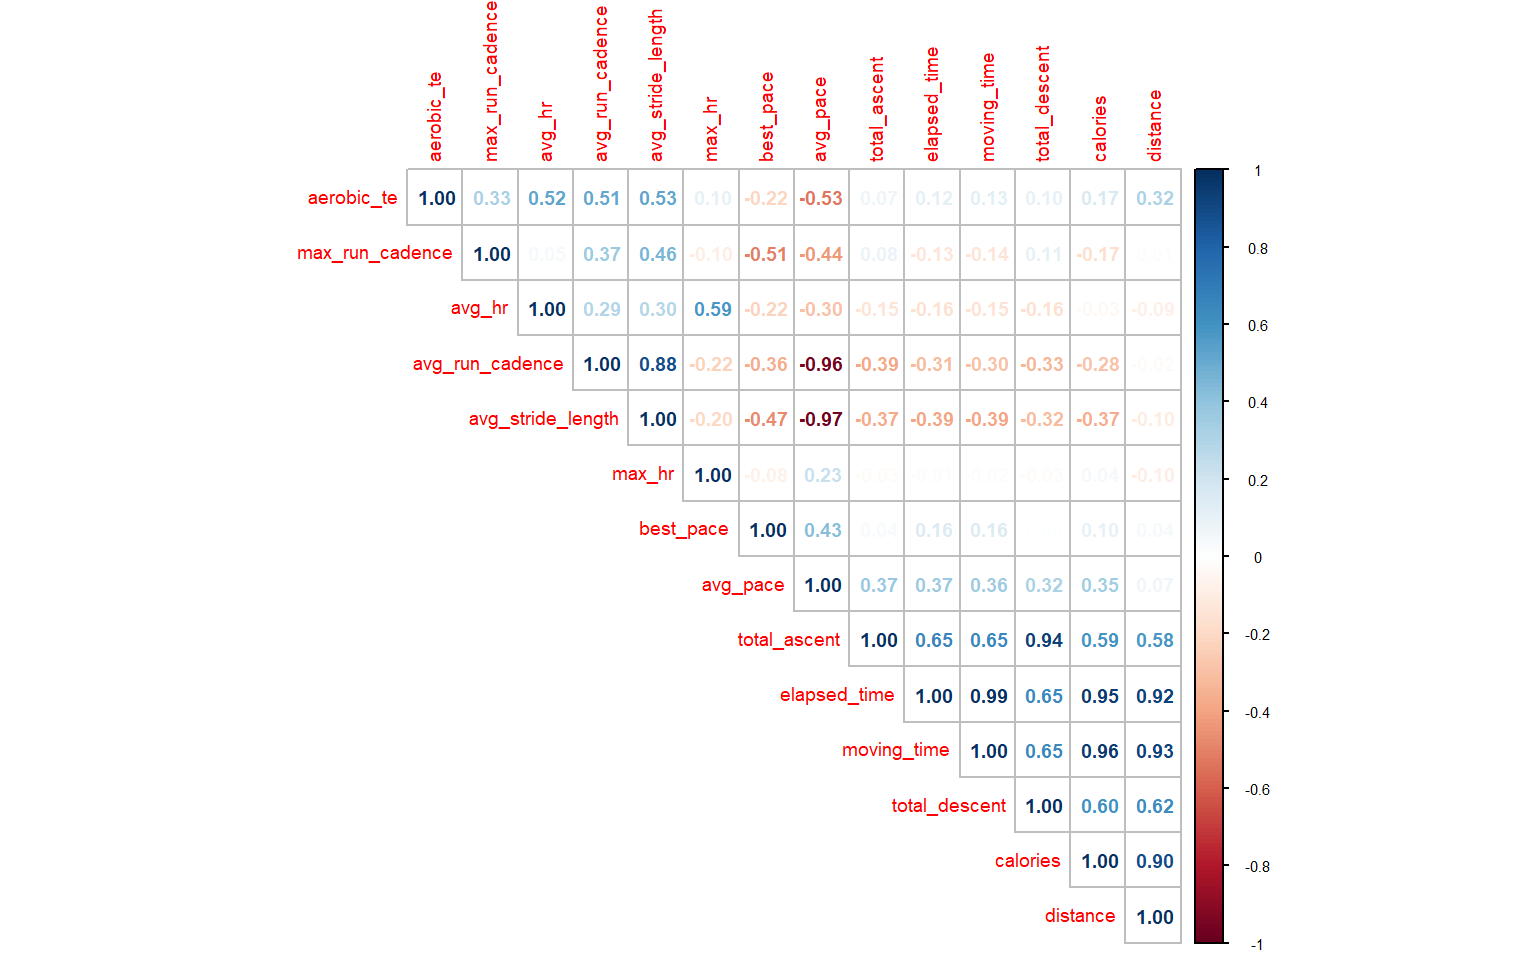 aerobic_te
max_run_cadence
avg_hr
avg_run_cadence
avg_stride_length
max_hr
best_pace
avg_pace
total_ascent
elapsed_time
moving_time
total_descent
calories
distance
aerobic_te 1.00 0.33 0.52 0.51 0.53 0.10 -0.22 -0.53 0.07 0.12 0.13 0.10 0.17 0.32
max_run_cadence 1.00 0.05 0.37 0.46 -0.10 -0.51 -0.44 0.08 -0.13 -0.14 0.11 -0.17
avg_hr 1.00 0.29 0.30 0.59 -0.22 -0.30 -0.15 -0.16 -0.15 -0.16 -0.03 -0.09
avg_run_cadence 1.00 0.88 -0.22 -0.36 -0.96 -0.39 -0.31 -0.30 -0.33 -0.28 -0.02
avg_stride_length 1.00 -0.20 -0.47 -0.97 -0.37 -0.39 -0.39 -0.32 -0.37 -0.10
max_hr 1.00 -0.08 0.23 -0.03 -0.01 -0.02 -0.03 0.04 -0.10
best_pace 1.00 0.43 0.04 0.16 0.16 0.10 0.04
avg_pace 1.00 0.37 0.37 0.36 0.32 0.35 0.07
total_ascent 1.00 0.65 0.65 0.94 0.59 0.58
elapsed_time 1.00 0.99 0.65 0.95 0.92
moving_time 1.00 0.65 0.96 0.93
total_descent 1.00 0.60 0.62
calories 1.00 0.90
distance 1.00
1
0.8
0.6
0.4
0.2
0
-0.2
-0.4
-0.6
-0.8
-1